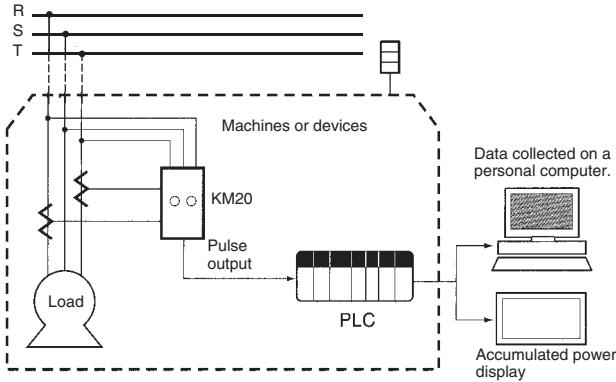 R
S
T
Machines or devices
Data collected on a
personal computer.
KM20
Pulse
output
Load
PLC
Accumulated power
display